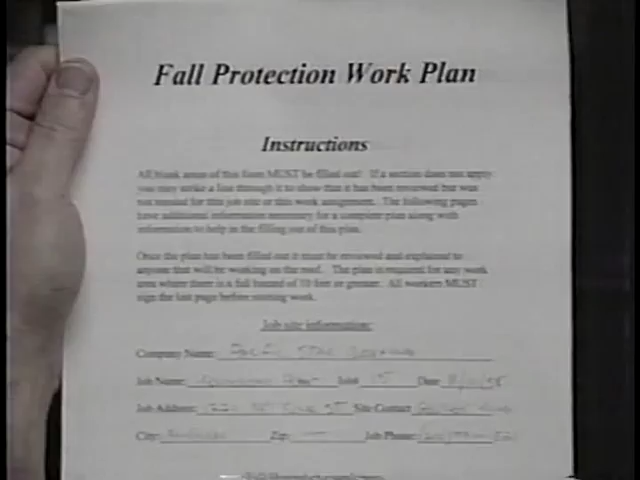 Fall Protection Work Plan
Instructions
All blank areas of this form MUST be filled out! If a section does not apply
you may strike a line through it to show that it has been reviewed but was
not needed for this job site or this work assignment. The following pages
have additional information necessary for a complete plan along with
information to help in the filling out of this plan.
Once the plan has been filled out it must be reviewed and explained to
anyone that will be working on the roof. The plan is required for any work
area where there is a fall hazard of 10 feet or greater. All workers MUST
sign the last page before starting work.
Job site information:
Company Name:
Job Name: Job# Date:
Job Address: Site Contact
City: Zip: Job Phone: